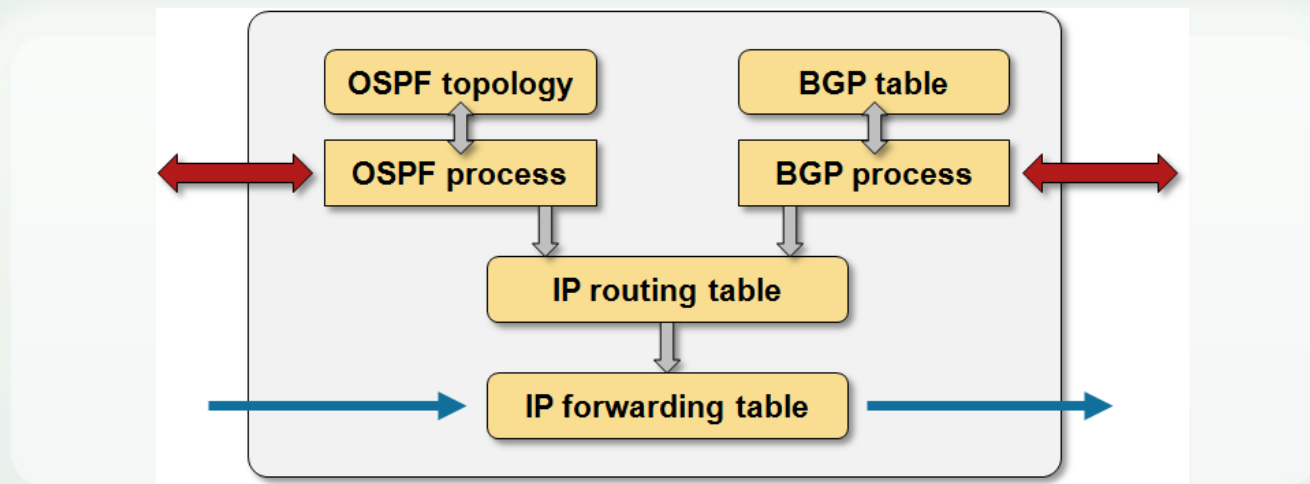 OSPF topology
BGP table
OSPF process
BGP process
IP routing table
IP forwarding table